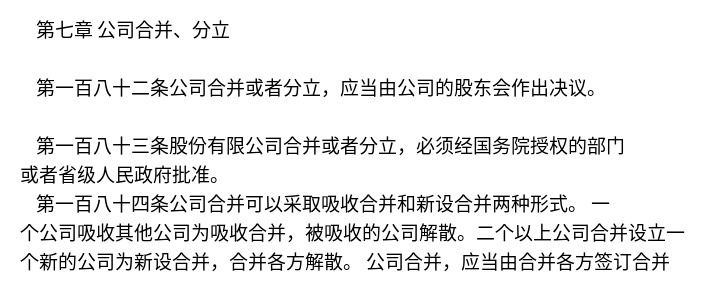 第七章 公司合并、分立
第一百八十二条公司合并或者分立，应当由公司的股东会作出决议。
第一百八十三条股份有限公司合并或者分立，必须经国务院授权的部门
或者省级人民政府批准。
第一百八十四条公司合并可以采取吸收合并和新设合并两种形式。 一
个公司吸收其他公司为吸收合并，被吸收的公司解散。二个以上公司合并设立一
个新的公司为新设合并，合并各方解散。 公司合并，应当由合并各方签订合并